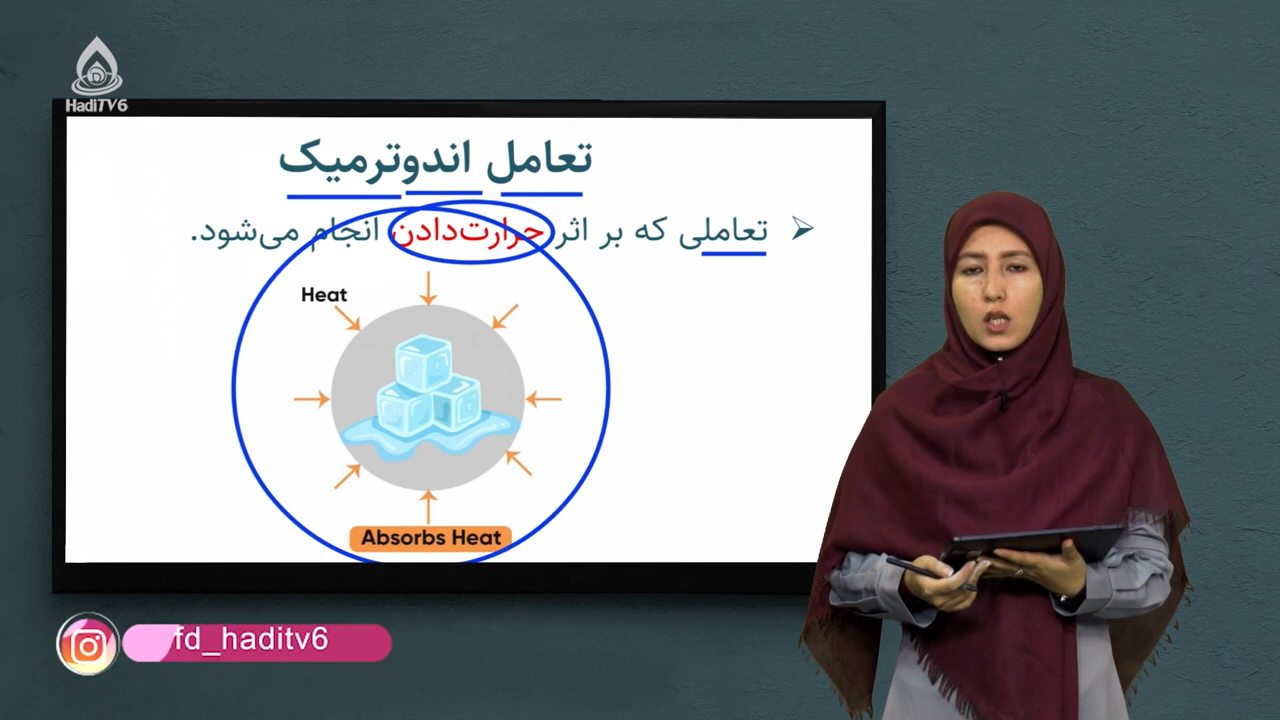 HadiTV6
تعامل اندوترمیک
تعاملی که بر اثر حرارت‌دادن انجام می‌شود.
Heat
Absorbs Heat
fd_haditv6